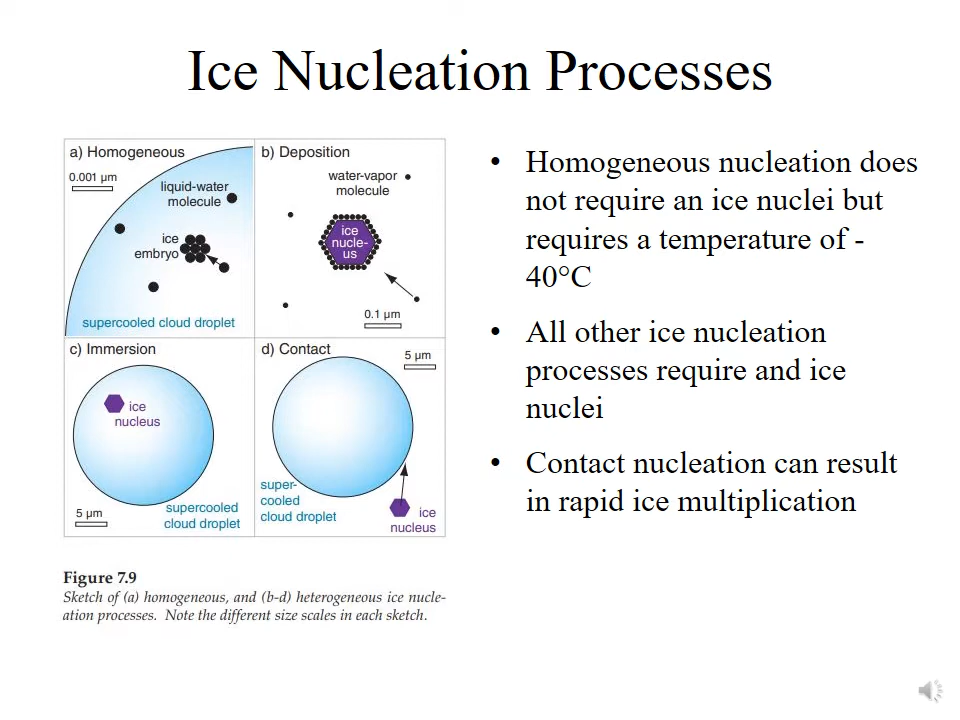 Ice Nucleation Processes
a) Homogeneous
0.001 µm
liquid-water
molecule
ice
embryo
supercooled cloud droplet
b) Deposition
water-vapor
molecule
ice
nucle-
us
0.1 µm
c) Immersion
ice
nucleus
5 µm
supercooled
cloud droplet
d) Contact
5 µm
super-
cooled
cloud droplet
ice
nucleus
Figure 7.9
Sketch of (a) homogeneous, and (b-d) heterogeneous ice nucle-
ation processes. Note the different size scales in each sketch.
• Homogeneous nucleation does
not require an ice nuclei but
requires a temperature of -
40°C
• All other ice nucleation
processes require and ice
nuclei
• Contact nucleation can result
in rapid ice multiplication